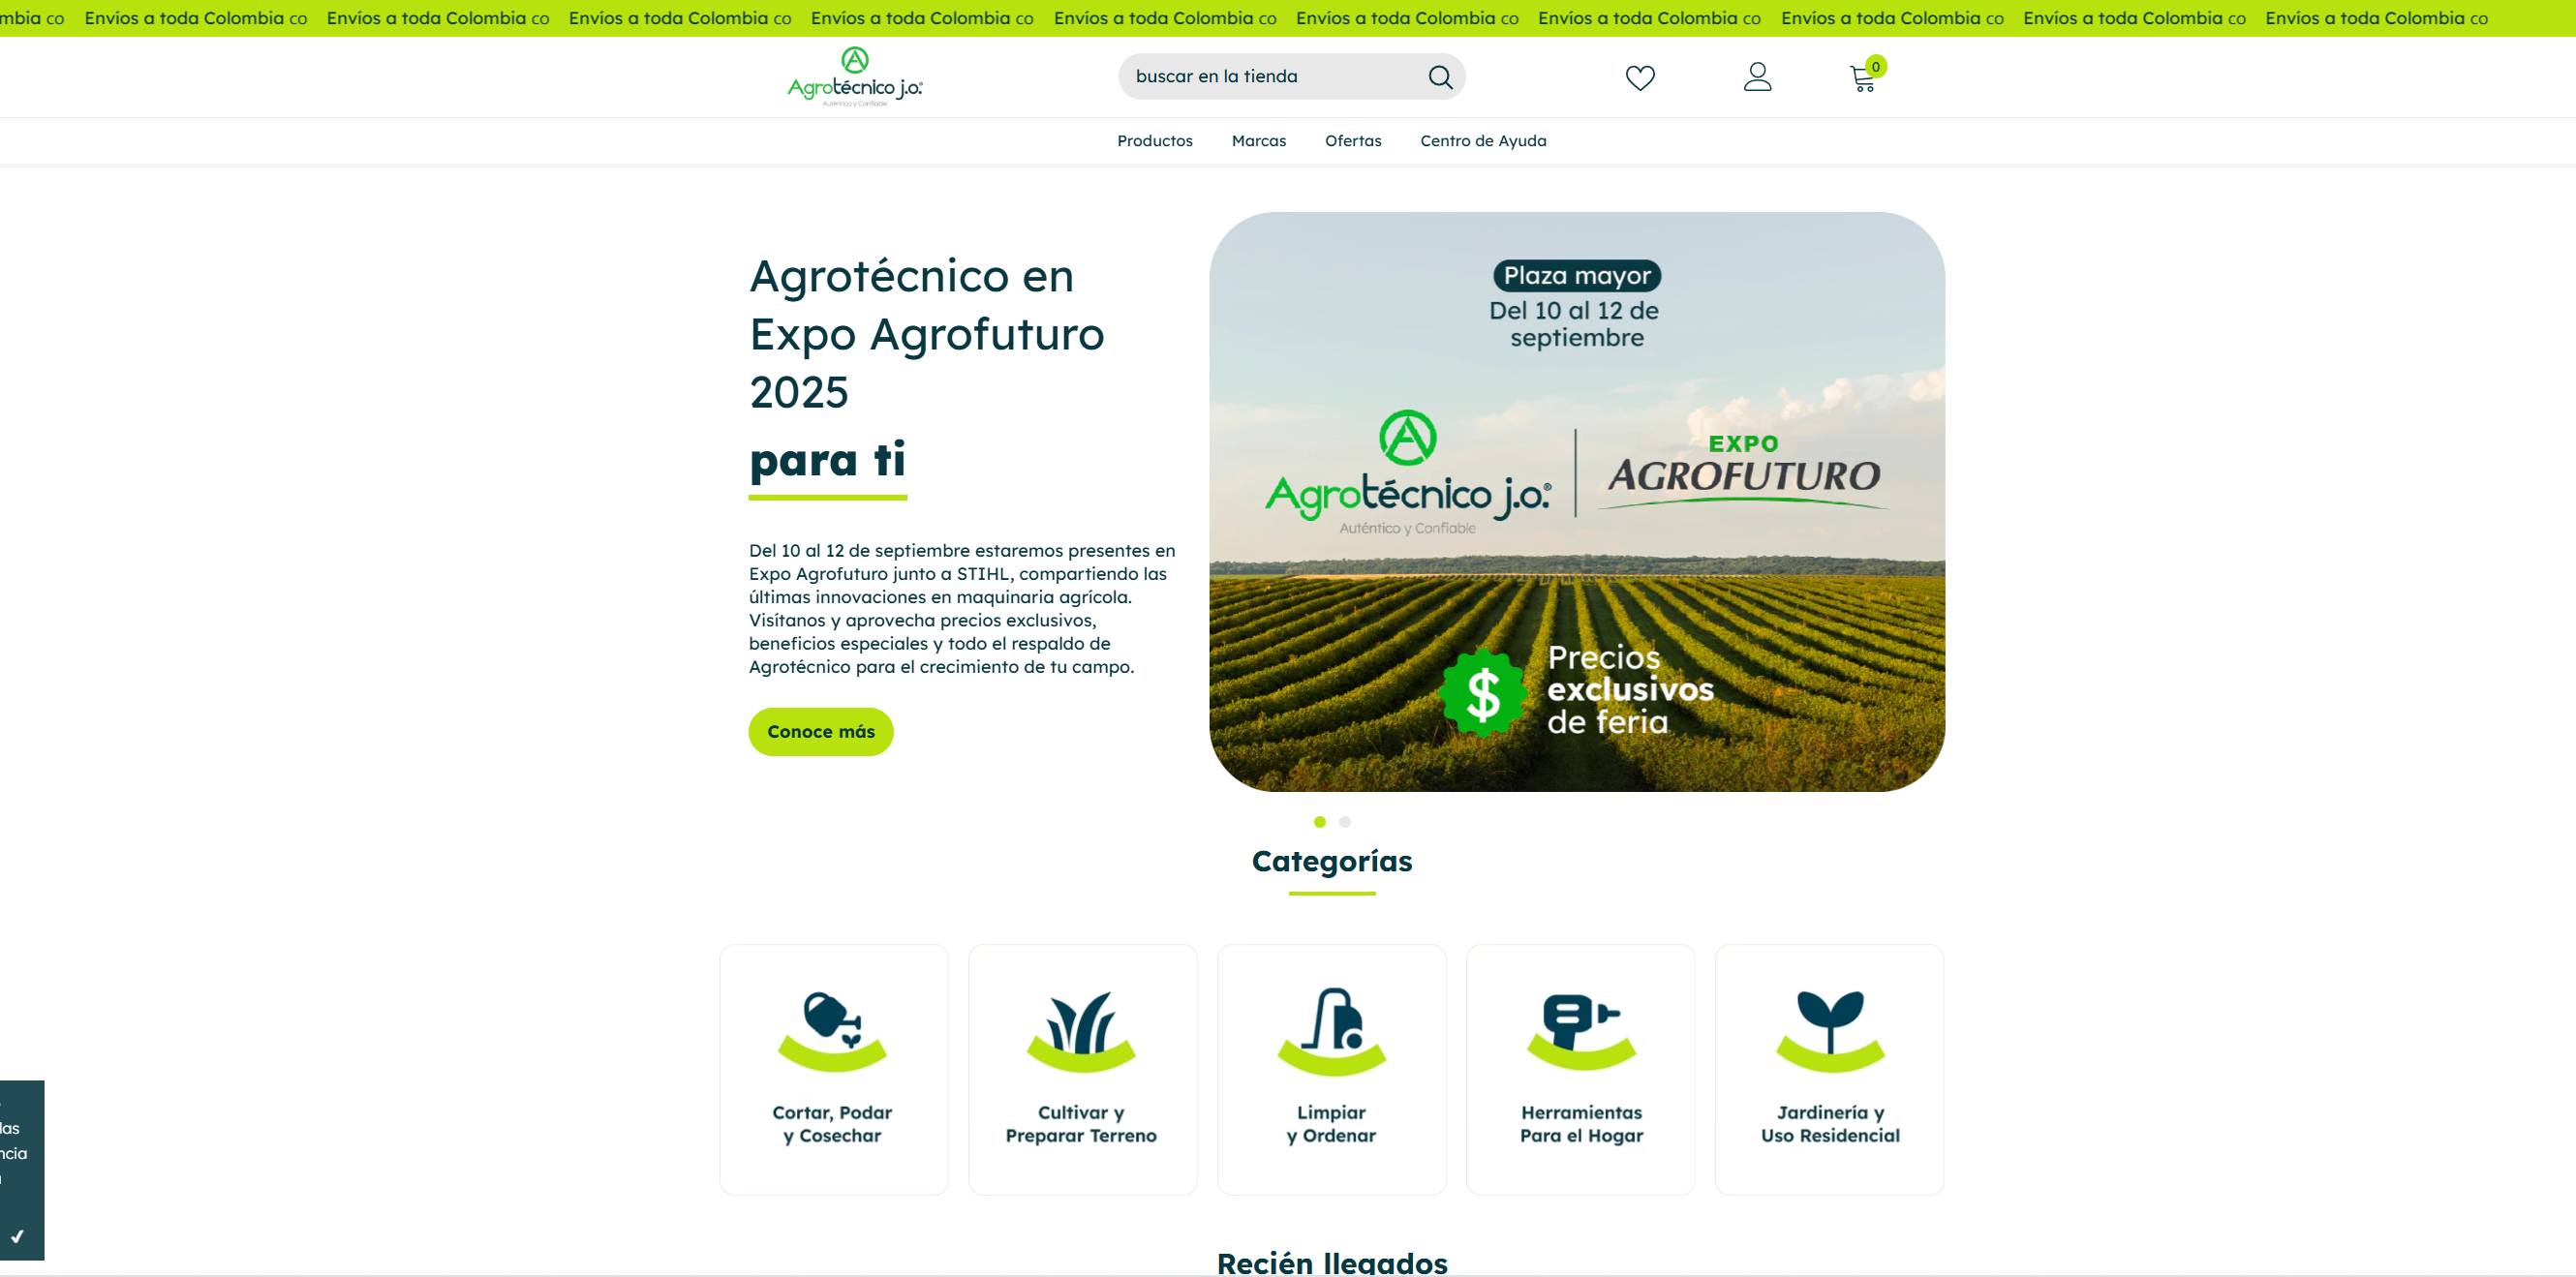 mbia co Envíos a toda Colombia co Envíos a toda Colombia co Envíos a toda Colombia co Envíos a toda Colombia co Envíos a toda Colombia co Envíos a toda Colombia co Envíos a toda Colombia co Envíos a toda Colombia co Envíos a toda Colombia co Envíos a toda Colombia co
Agrotécnico j.o.®
Auténtico y Confiable
buscar en la tienda
0
Productos Marcas Ofertas Centro de Ayuda
Agrotécnico en
Expo Agrofuturo
2025
para ti
Del 10 al 12 de septiembre estaremos presentes en
Expo Agrofuturo junto a STIHL, compartiendo las
últimas innovaciones en maquinaria agrícola.
Visítanos y aprovecha precios exclusivos,
beneficios especiales y todo el respaldo de
Agrotécnico para el crecimiento de tu campo.
Conoce más
Plaza mayor
Del 10 al 12 de
septiembre
Agrotécnico j.o.®
Auténtico y Confiable
EXPO
AGROFUTURO
$
Precios
exclusivos
de feria
Categorías
Cortar, Podar
y Cosechar
Cultivar y
Preparar Terreno
Limpiar
y Ordenar
Herramientas
Para el Hogar
Jardinería y
Uso Residencial
las
ncia
Recién llegados